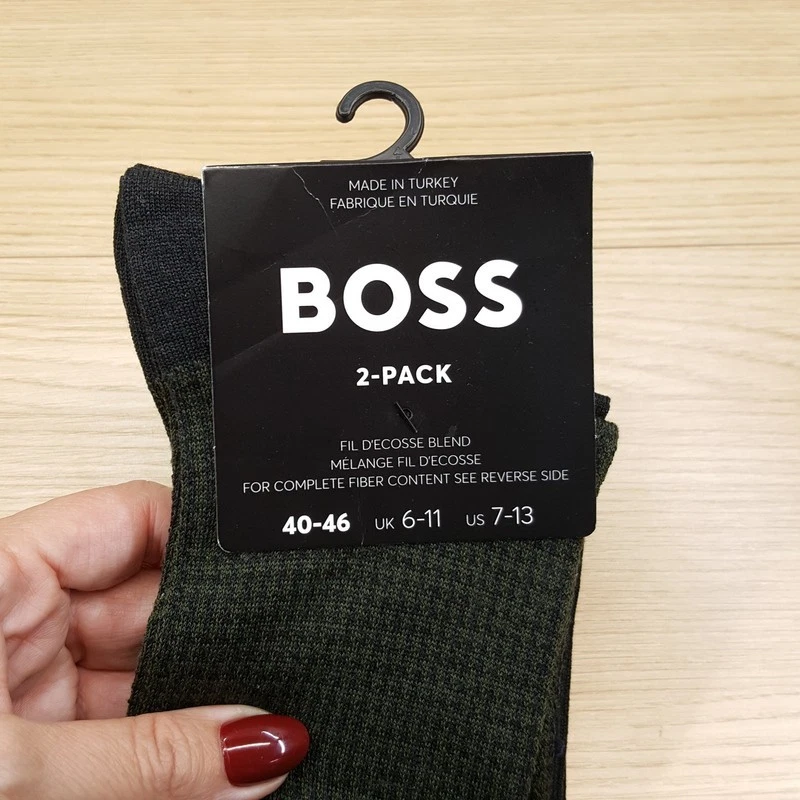 MADE IN TURKEY
FABRIQUE EN TURQUIE
BOSS
2-PACK
FIL D'ECOSSE BLEND
MÉLANGE FIL D'ECOSSE
FOR COMPLETE FIBER CONTENT SEE REVERSE SIDE
40-46 UK 6-11 US 7-13